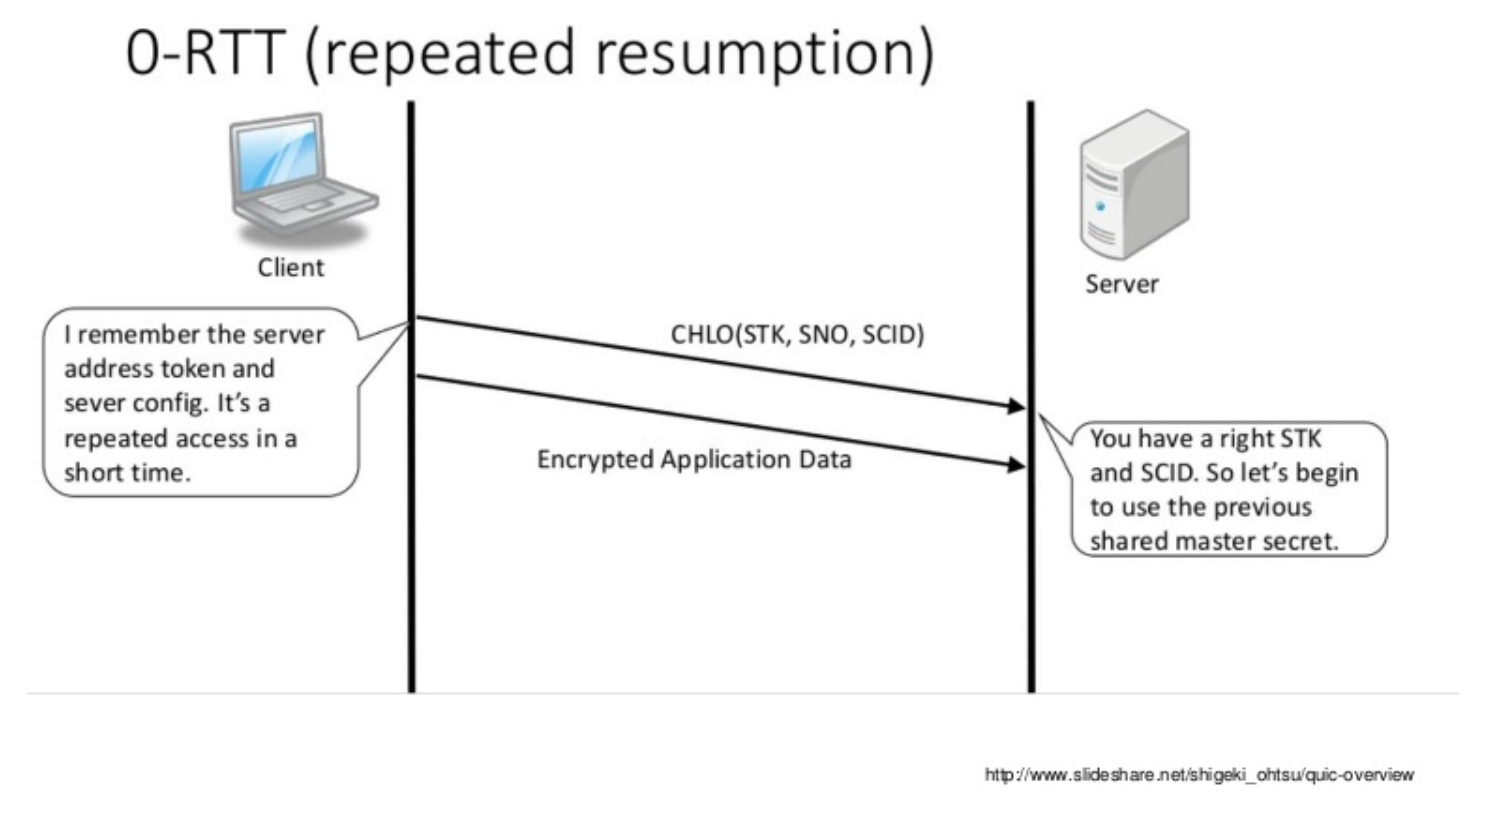 0-RTT (repeated resumption)
Client
Server
I remember the server
address token and
sever config. It's a
repeated access in a
short time.
CHLO(STK, SNO, SCID)
Encrypted Application Data
You have a right STK
and SCID. So let's begin
to use the previous
shared master secret.
http://www.slideshare.net/shigeki_ohtsu/quic-overview